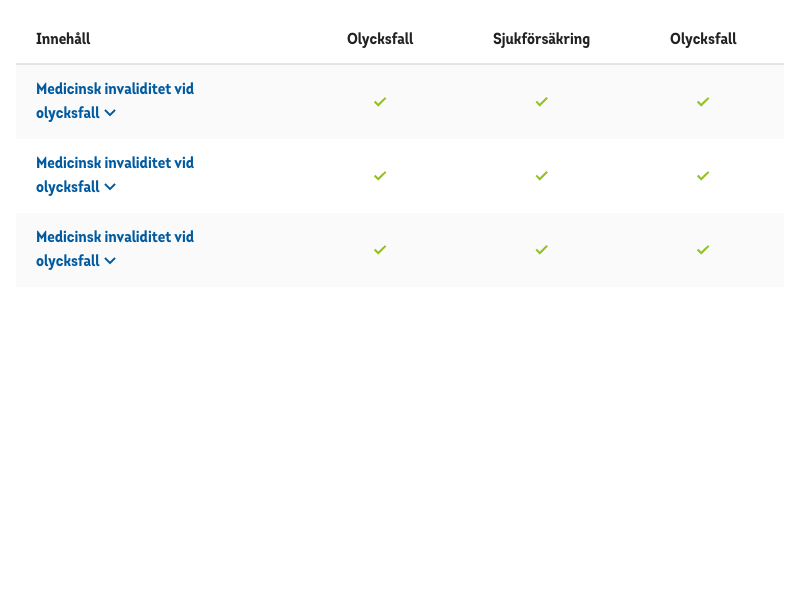 Innehåll Olycksfall Sjukförsäkring Olycksfall
Medicinsk invaliditet vid
olycksfall
Medicinsk invaliditet vid
olycksfall
Medicinsk invaliditet vid
olycksfall